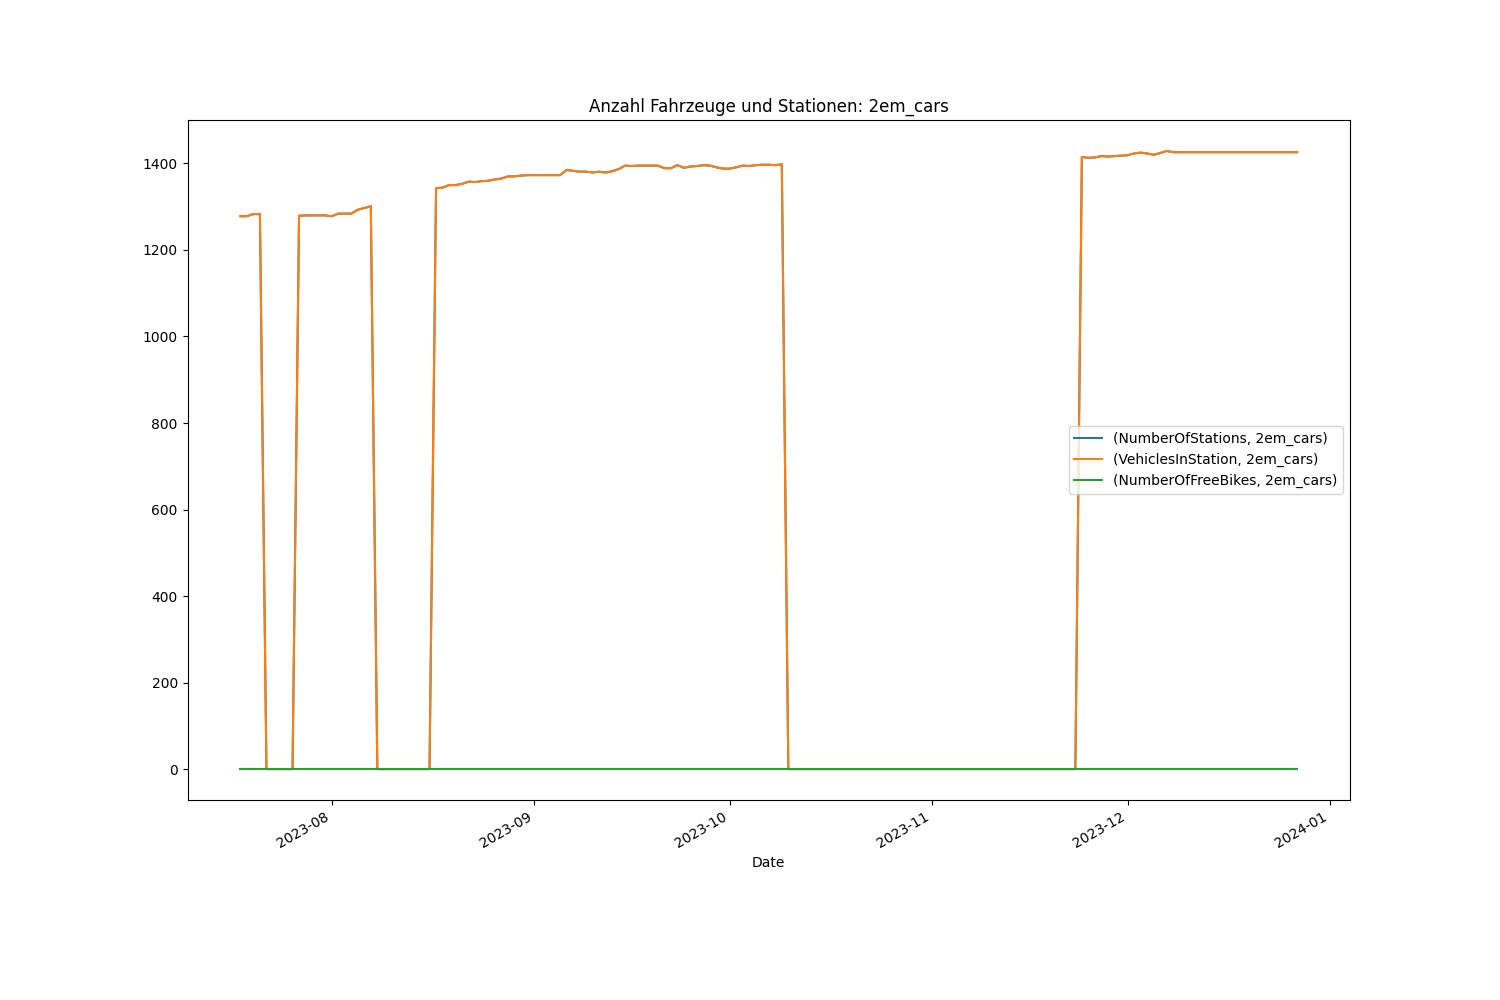 Anzahl Fahrzeuge und Stationen: 2em_cars
1400
1200
1000
800
600
400
200
0
(NumberOfStations, 2em_cars)
(VehiclesInStation, 2em_cars)
(NumberOfFreeBikes, 2em_cars)
2023-08
2023-09
2023-10
2023-11
2023-12
2024-01
Date